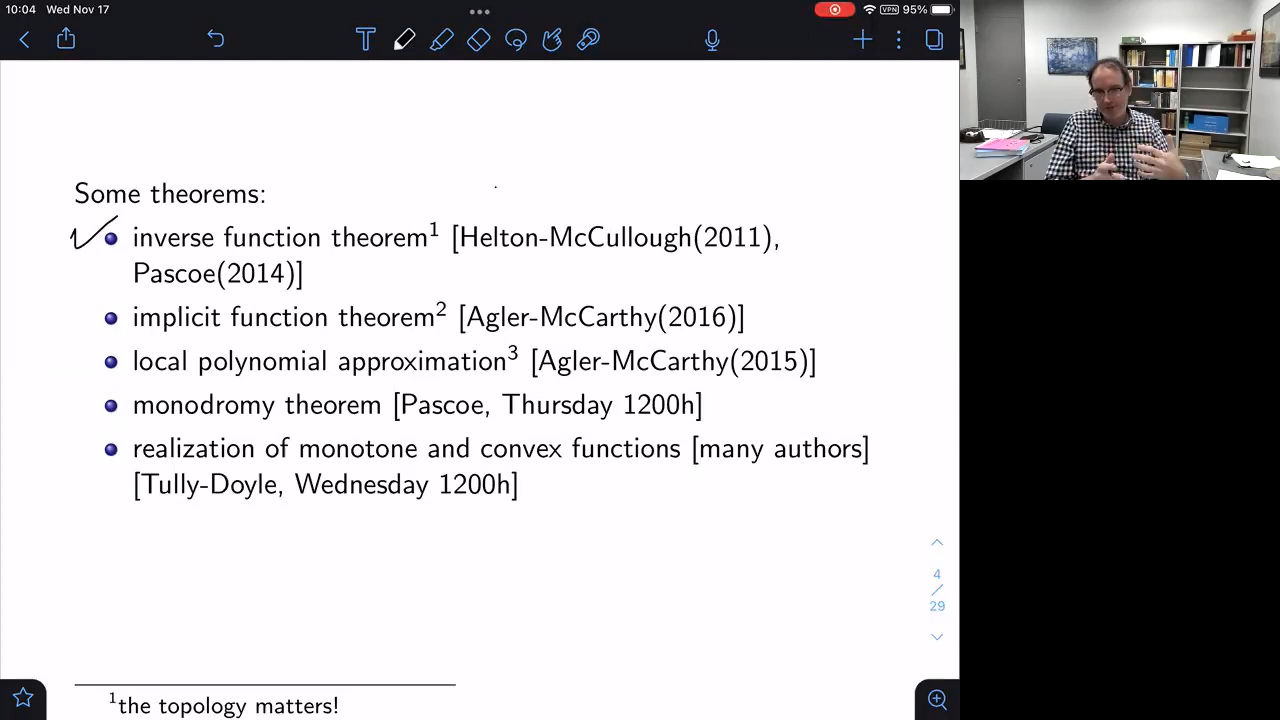 10:04 Wed Nov 17
VPN 95%
T
Some theorems:
inverse function theorem¹ [Helton-McCullough(2011),
Pascoe(2014)]
implicit function theorem² [Agler-McCarthy(2016)]
local polynomial approximation³ [Agler-McCarthy(2015)]
monodromy theorem [Pascoe, Thursday 1200h]
realization of monotone and convex functions [many authors]
[Tully-Doyle, Wednesday 1200h]
4
/
29
¹the topology matters!